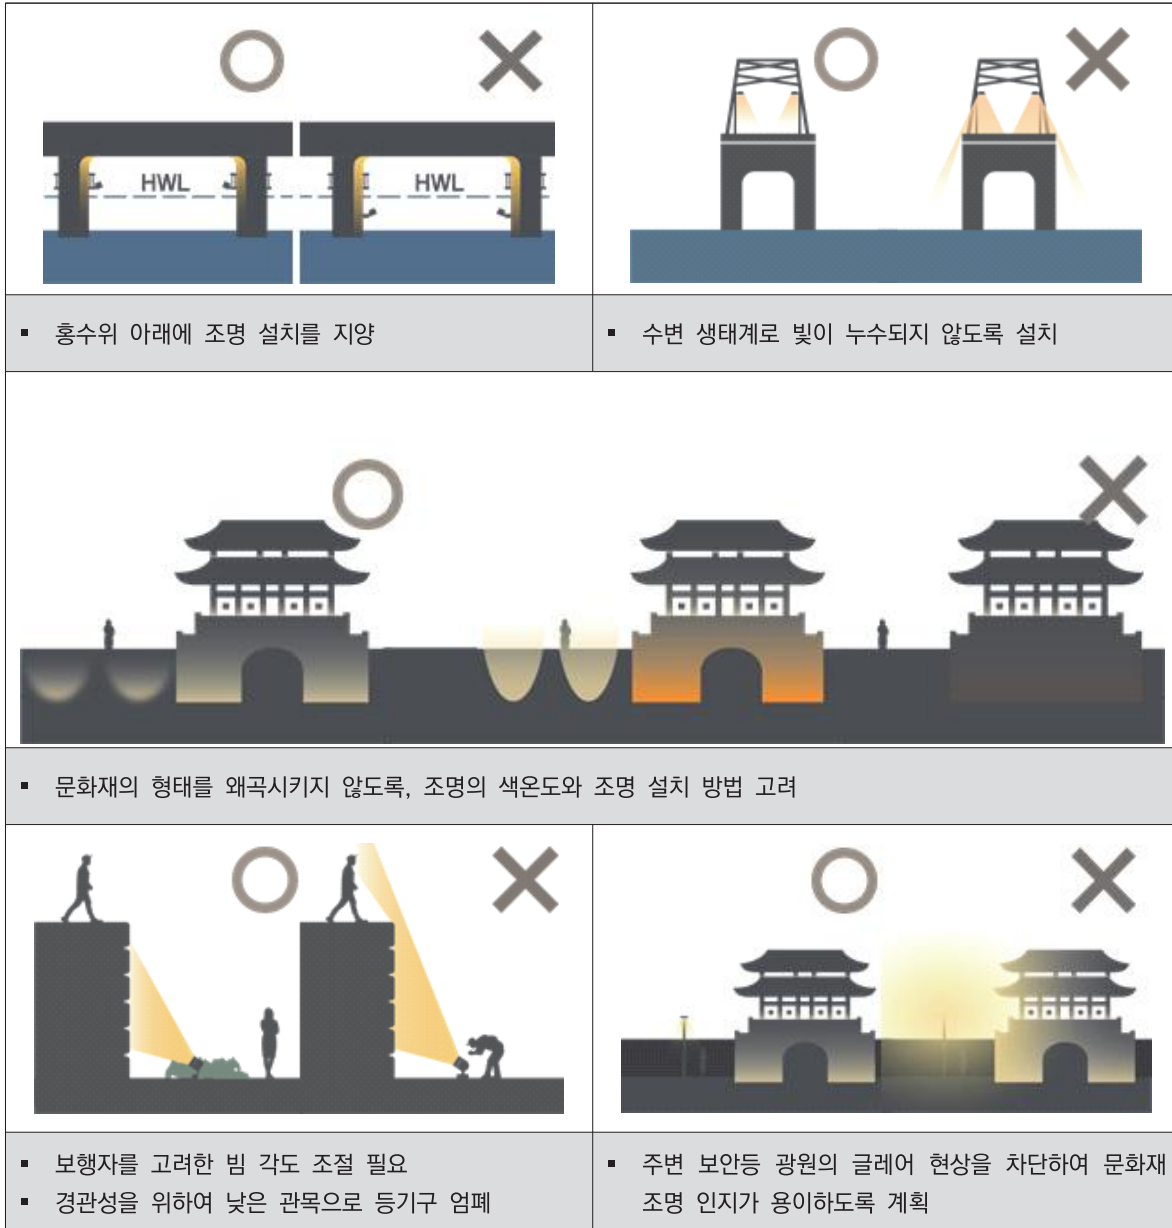 HWL HWL
▪ 홍수위 아래에 조명 설치를 지양
▪ 수변 생태계로 빛이 누수되지 않도록 설치
▪ 문화재의 형태를 왜곡시키지 않도록, 조명의 색온도와 조명 설치 방법 고려
▪ 보행자를 고려한 빔 각도 조절 필요
▪ 경관성을 위하여 낮은 관목으로 등기구 엄폐
▪ 주변 보안등 광원의 글레어 현상을 차단하여 문화재
조명 인지가 용이하도록 계획